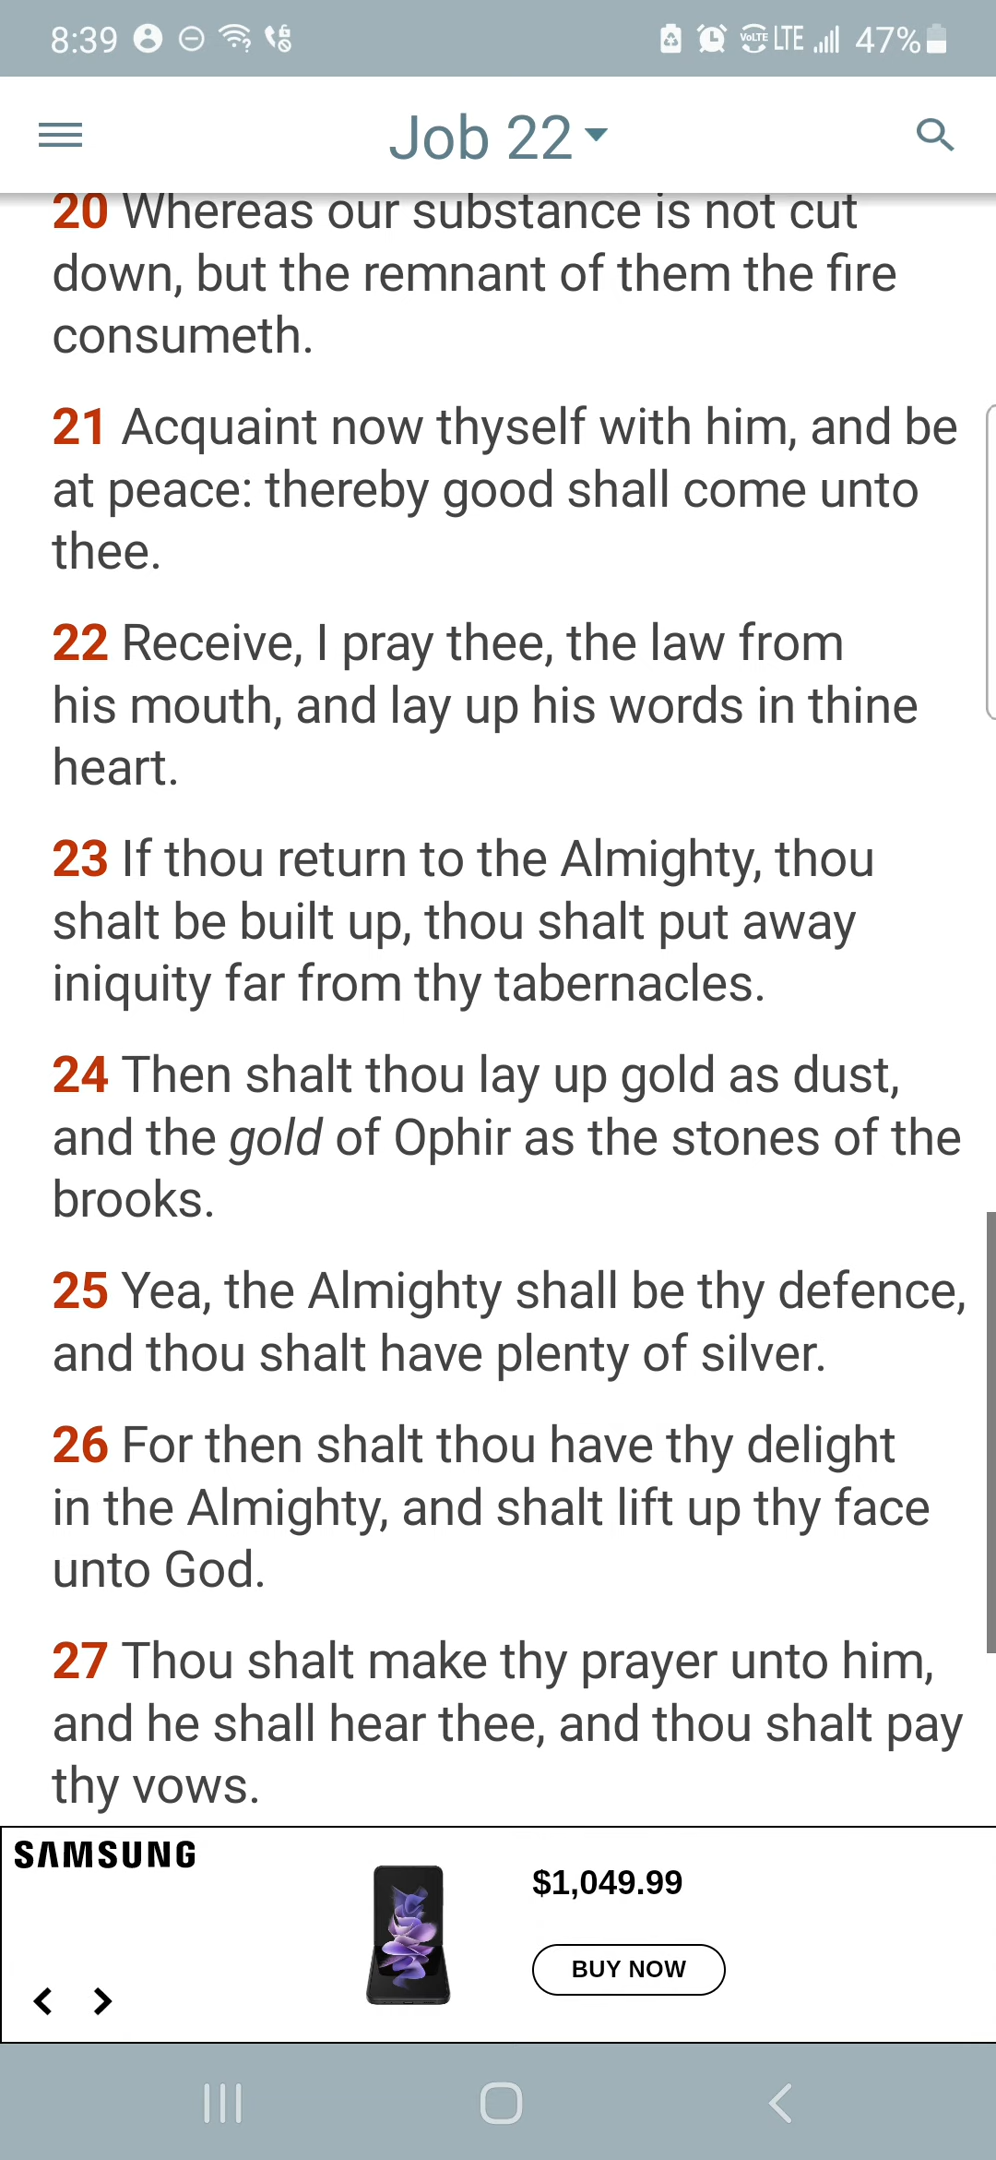 8:39
VoLTE LTE 47%
Job 22
20 Whereas our substance is not cut
down, but the remnant of them the fire
consumeth.
21 Acquaint now thyself with him, and be
at peace: thereby good shall come unto
thee.
22 Receive, I pray thee, the law from
his mouth, and lay up his words in thine
heart.
23 If thou return to the Almighty, thou
shalt be built up, thou shalt put away
iniquity far from thy tabernacles.
24 Then shalt thou lay up gold as dust,
and the gold of Ophir as the stones of the
brooks.
25 Yea, the Almighty shall be thy defence,
and thou shalt have plenty of silver.
26 For then shalt thou have thy delight
in the Almighty, and shalt lift up thy face
unto God.
27 Thou shalt make thy prayer unto him,
and he shall hear thee, and thou shalt pay
thy vows.
SAMSUNG
$1,049.99
BUY NOW